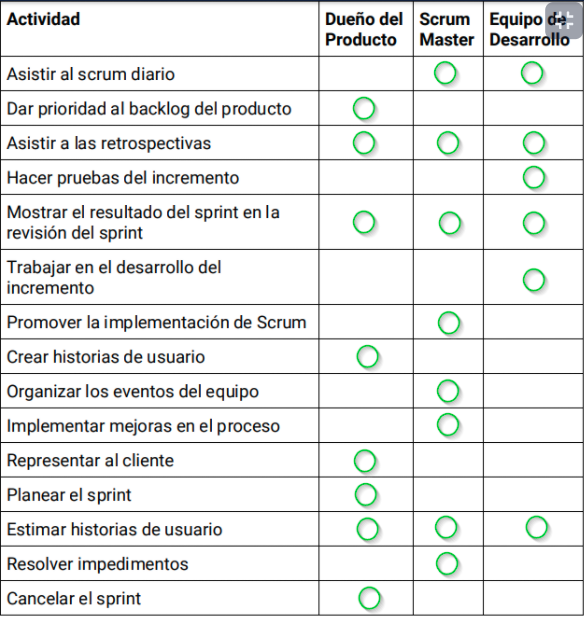 Actividad
Dueño del
Producto
Scrum
Master
Equipo de
Desarrollo
Asistir al scrum diario
Dar prioridad al backlog del producto
Asistir a las retrospectivas
Hacer pruebas del incremento
Mostrar el resultado del sprint en la
revisión del sprint
Trabajar en el desarrollo del
incremento
Promover la implementación de Scrum
Crear historias de usuario
Organizar los eventos del equipo
Implementar mejoras en el proceso
Representar al cliente
Planear el sprint
Estimar historias de usuario
Resolver impedimentos
Cancelar el sprint